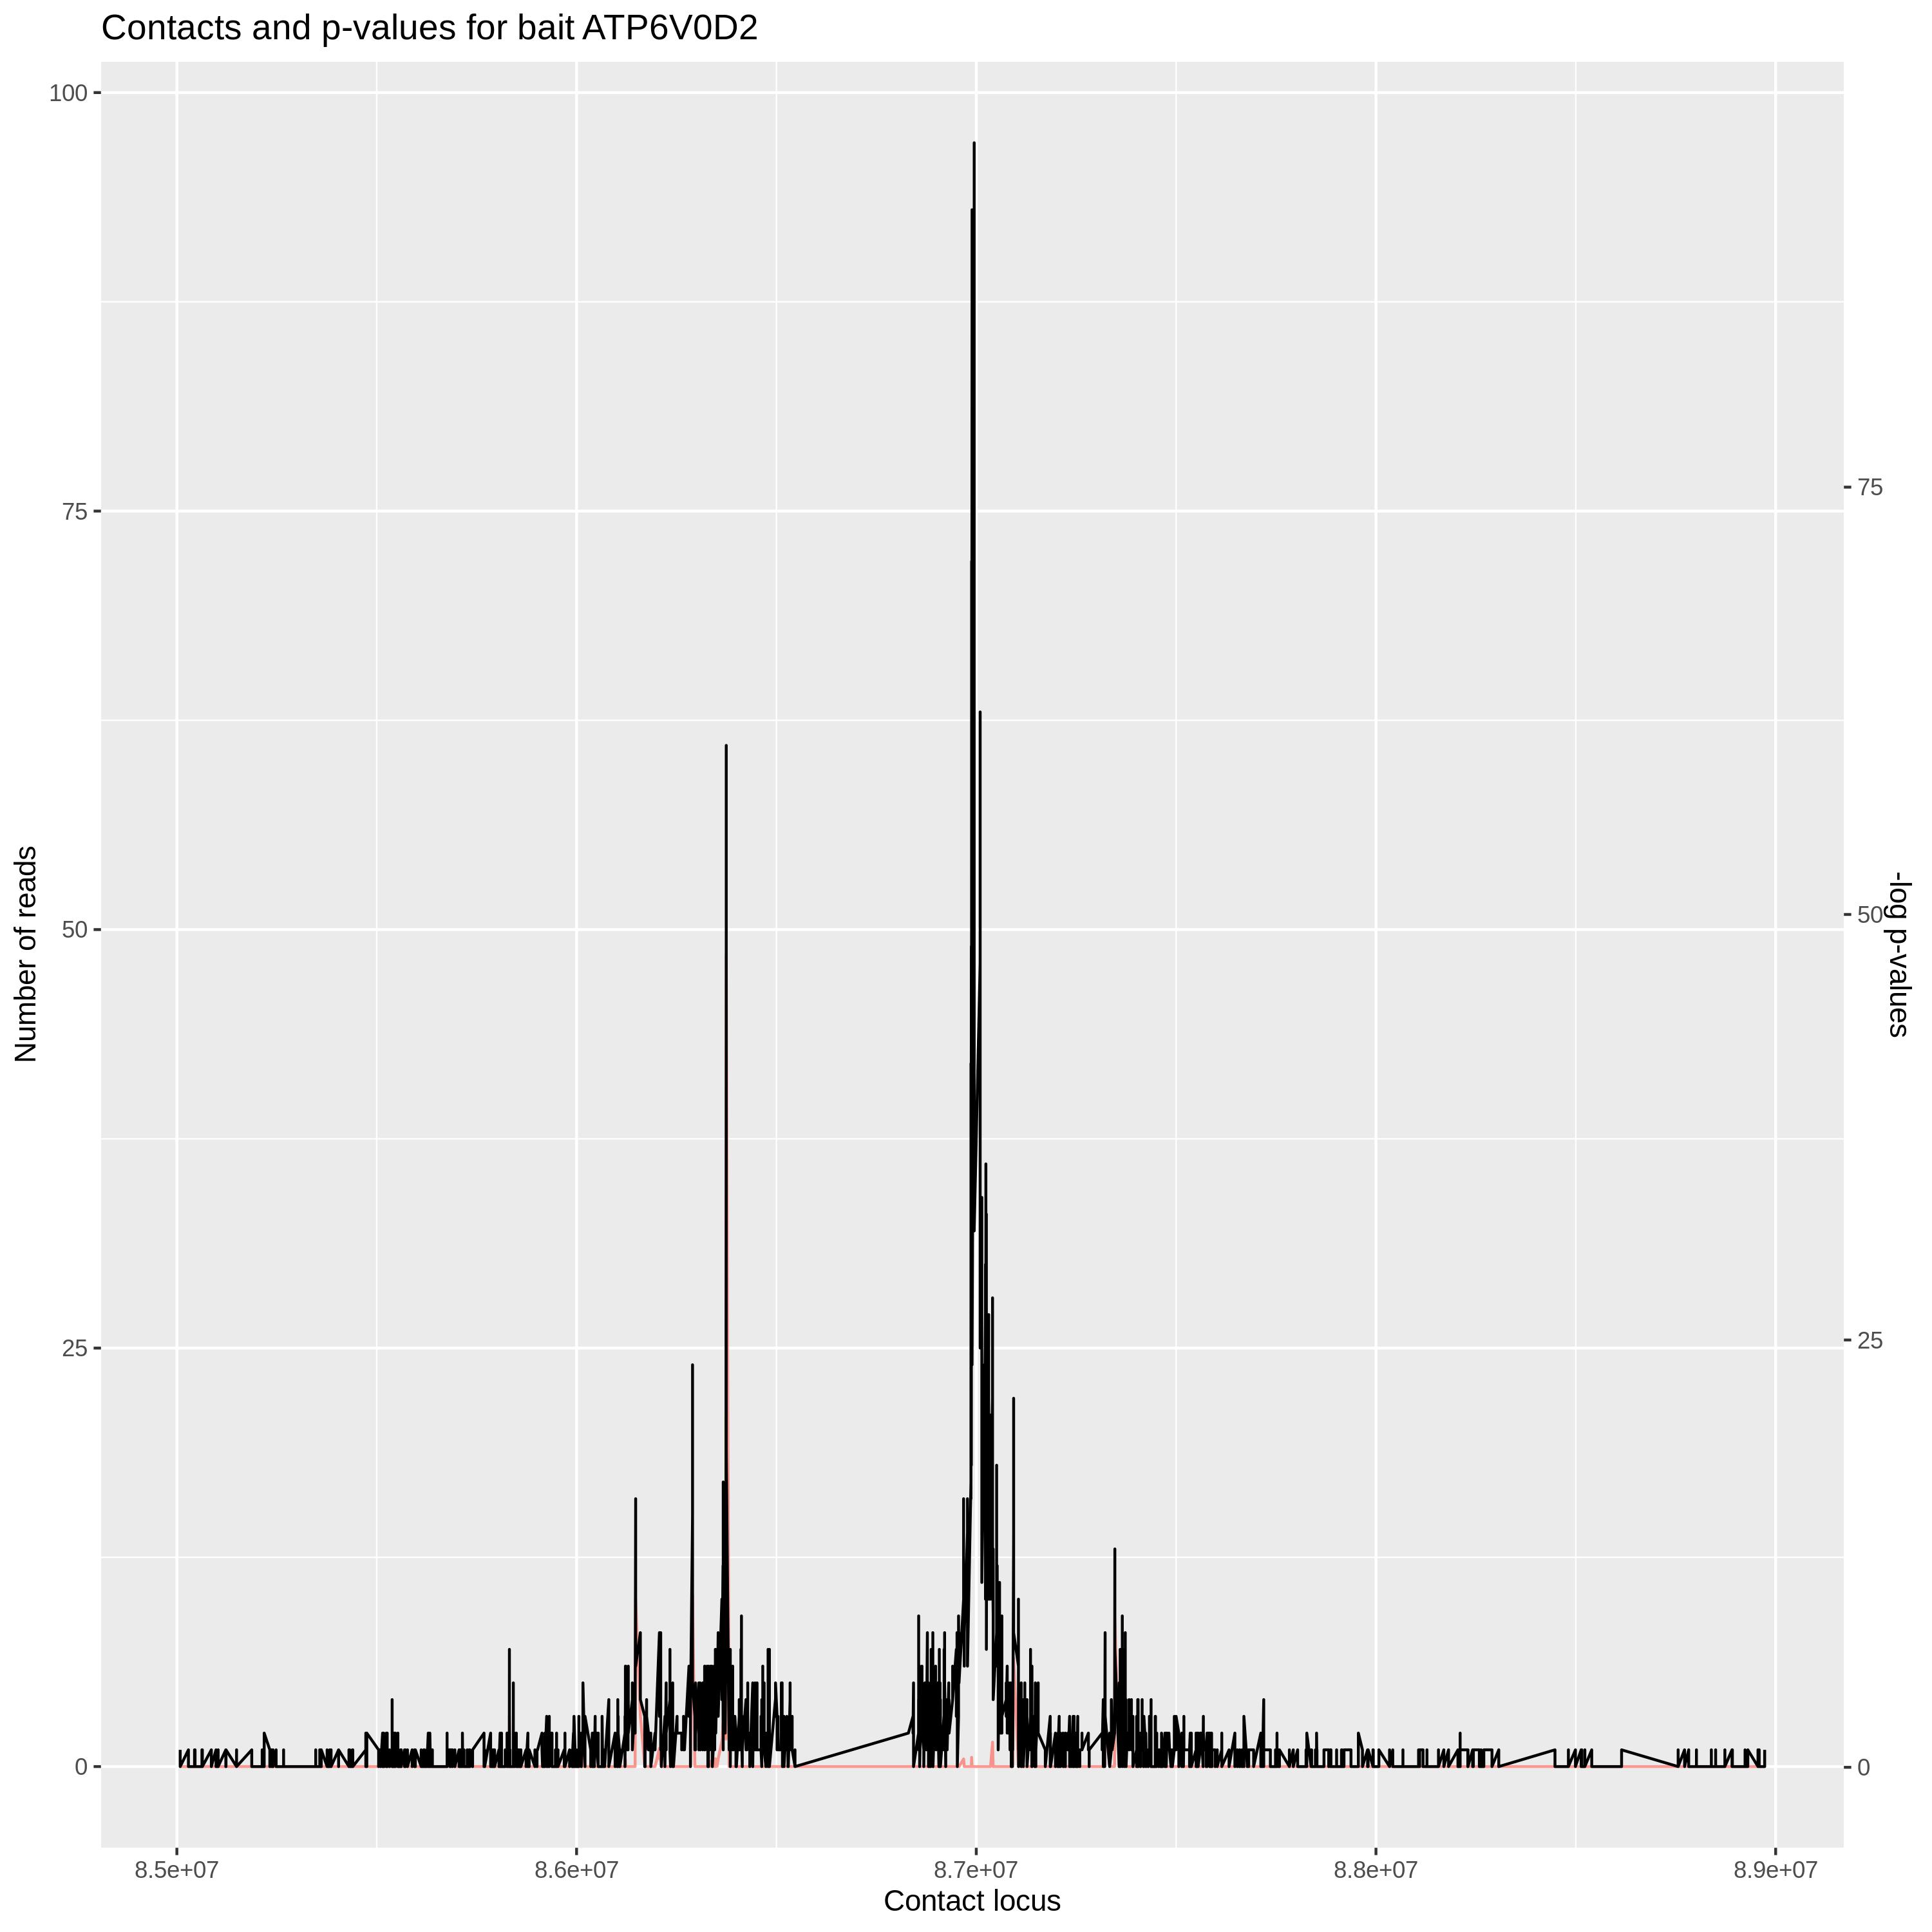 Contacts and p-values for bait ATP6V0D2
100
75
50
25
0
Number of reads
75
50
25
0
-log p-values
8.5e+07
8.6e+07
8.7e+07
8.8e+07
8.9e+07
Contact locus